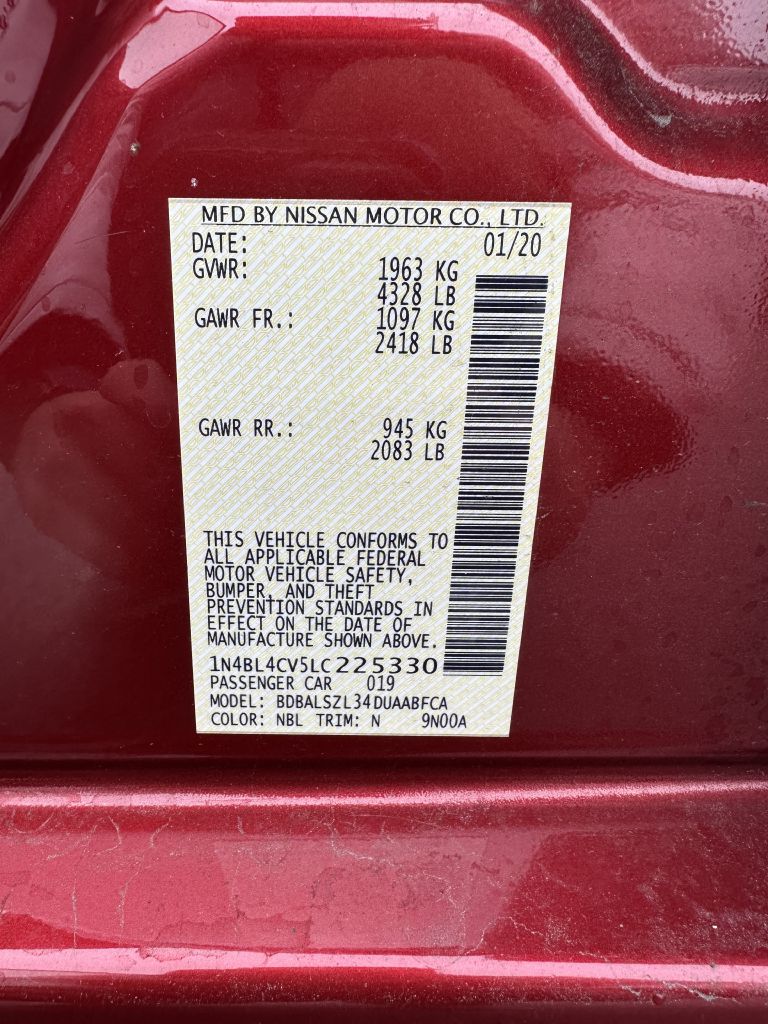 MFD BY NISSAN MOTOR CO., LTD.
DATE: 01/20
GVWR: 1963 KG
4328 LB
GAWR FR.: 1097 KG
2418 LB
GAWR RR.: 945 KG
2083 LB
THIS VEHICLE CONFORMS TO
ALL APPLICABLE FEDERAL
MOTOR VEHICLE SAFETY,
BUMPER, AND THEFT
PREVENTION STANDARDS IN
EFFECT ON THE DATE OF
MANUFACTURE SHOWN ABOVE.
1N4BL4CV5LC225330
PASSENGER CAR 019
MODEL: BDBALSZL34DUAABFCA
COLOR: NBL TRIM: N 9N00A